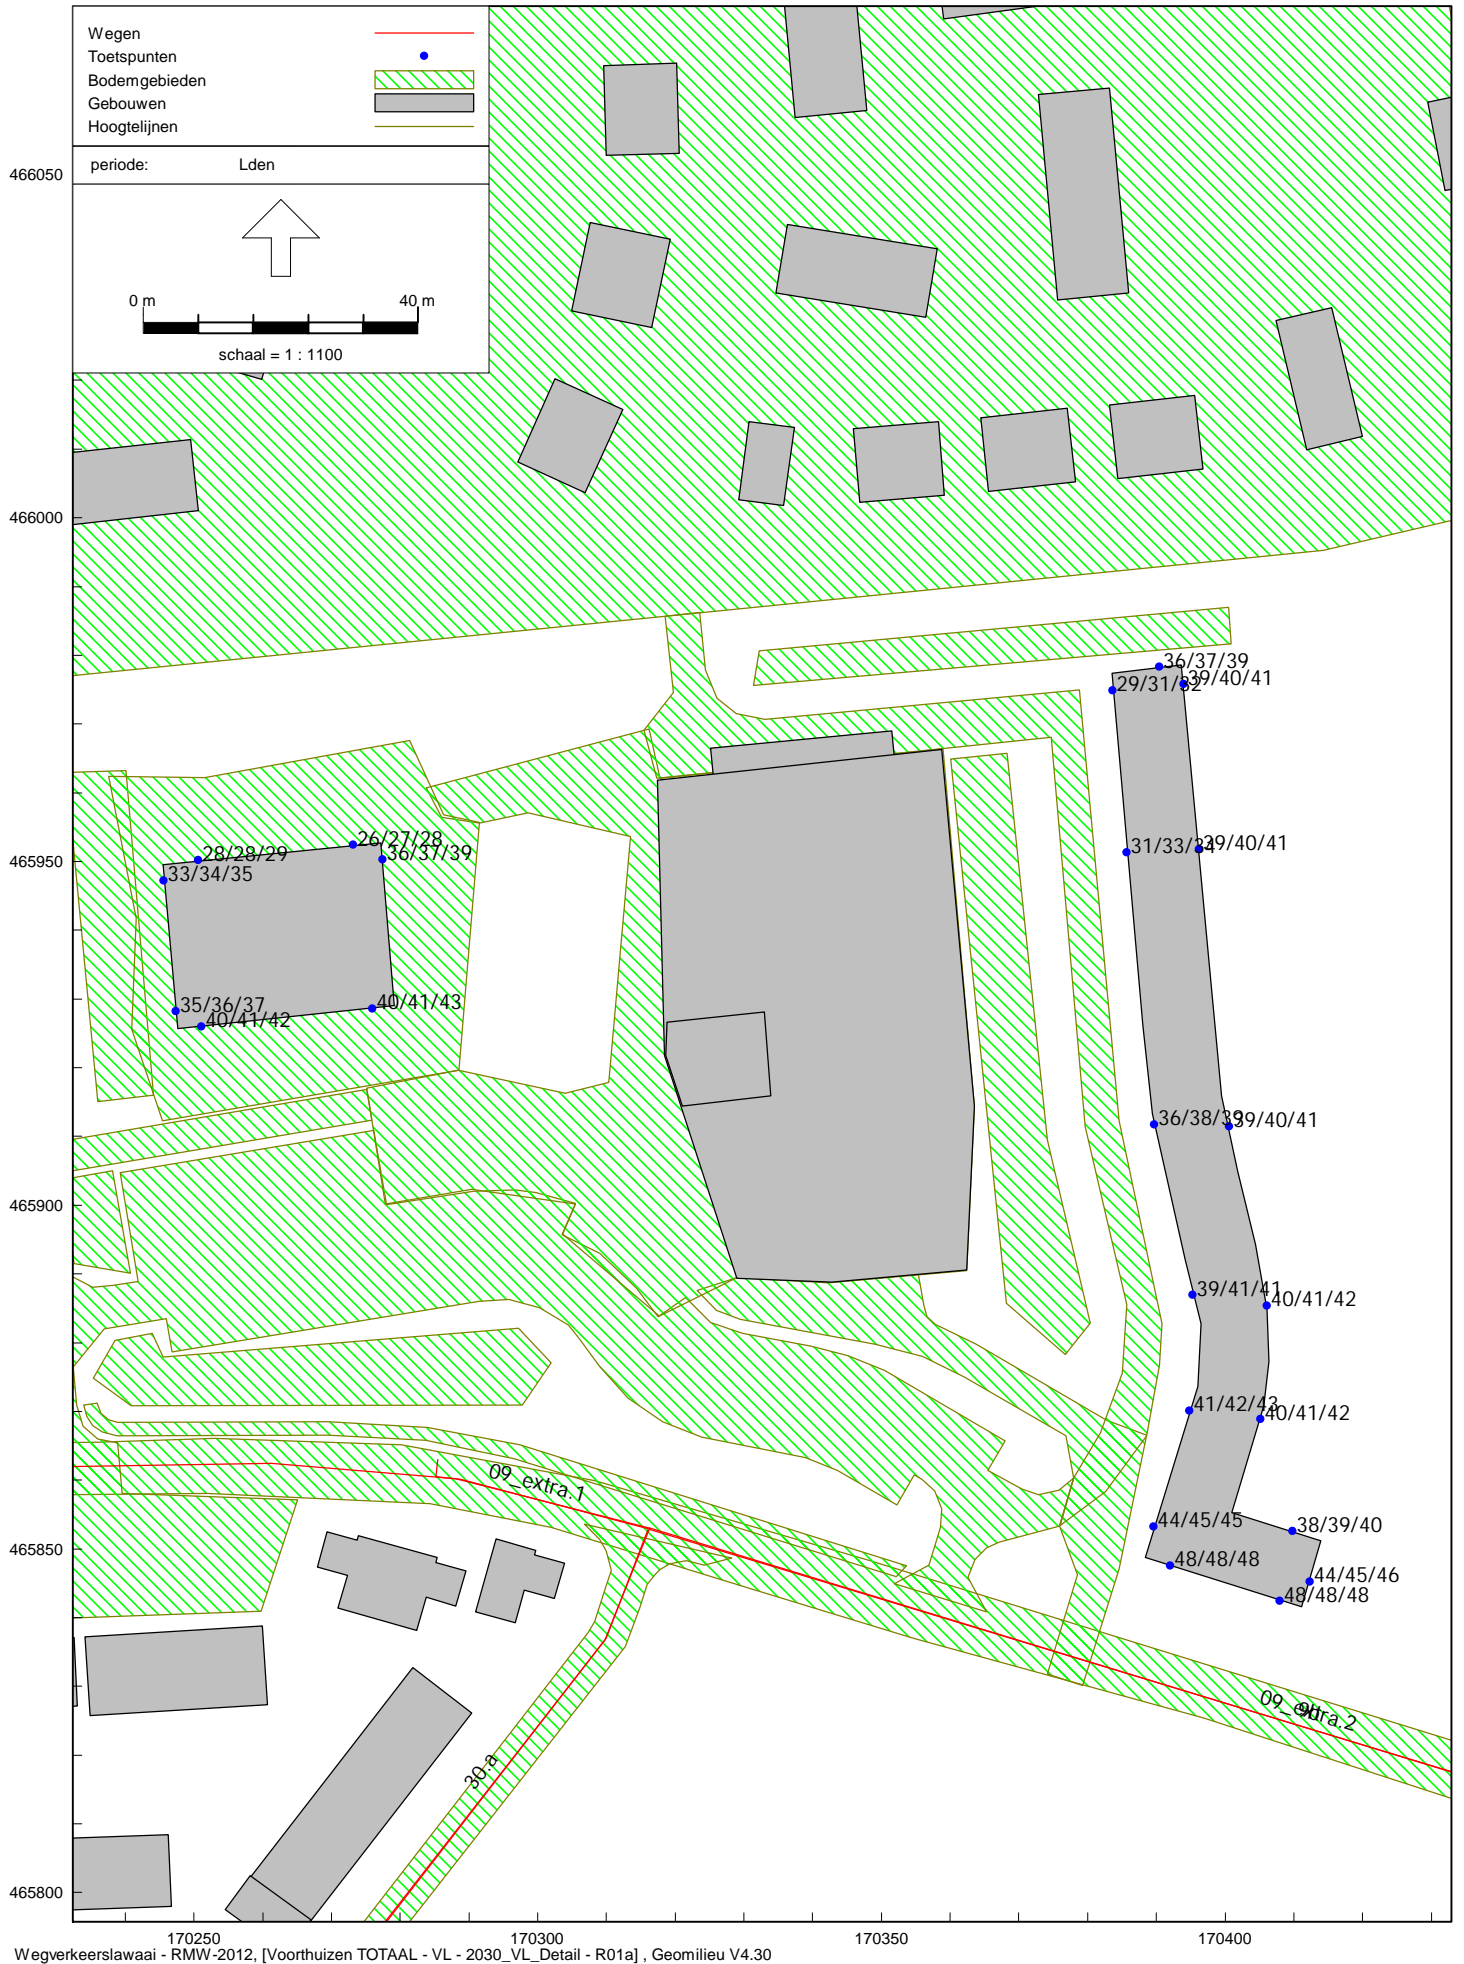 Wegen
Toetspunten
Bodemgebieden
Gebouwen
Hoogtelijnen
periode: Lden
0 m 40 m
schaal = 1 : 1100
466050
466000
36/37/39
39/40/41
29/31/32
465950
26/27/28
28/28/29
36/37/39
33/34/35
31/33/34
39/40/41
35/36/37
40/41/42
40/41/43
36/38/39
39/40/41
465900
39/41/41
40/41/42
41/42/43
40/41/42
09_extra.1
44/45/45
38/39/40
465850
48/48/48
44/45/46
48/48/48
09_extra.2
30.a
465800
170250 170300 170350 170400
Wegverkeerslawaai - RMW-2012, [Voorthuizen TOTAAL - VL - 2030_VL_Detail - R01a] , Geomilieu V4.30